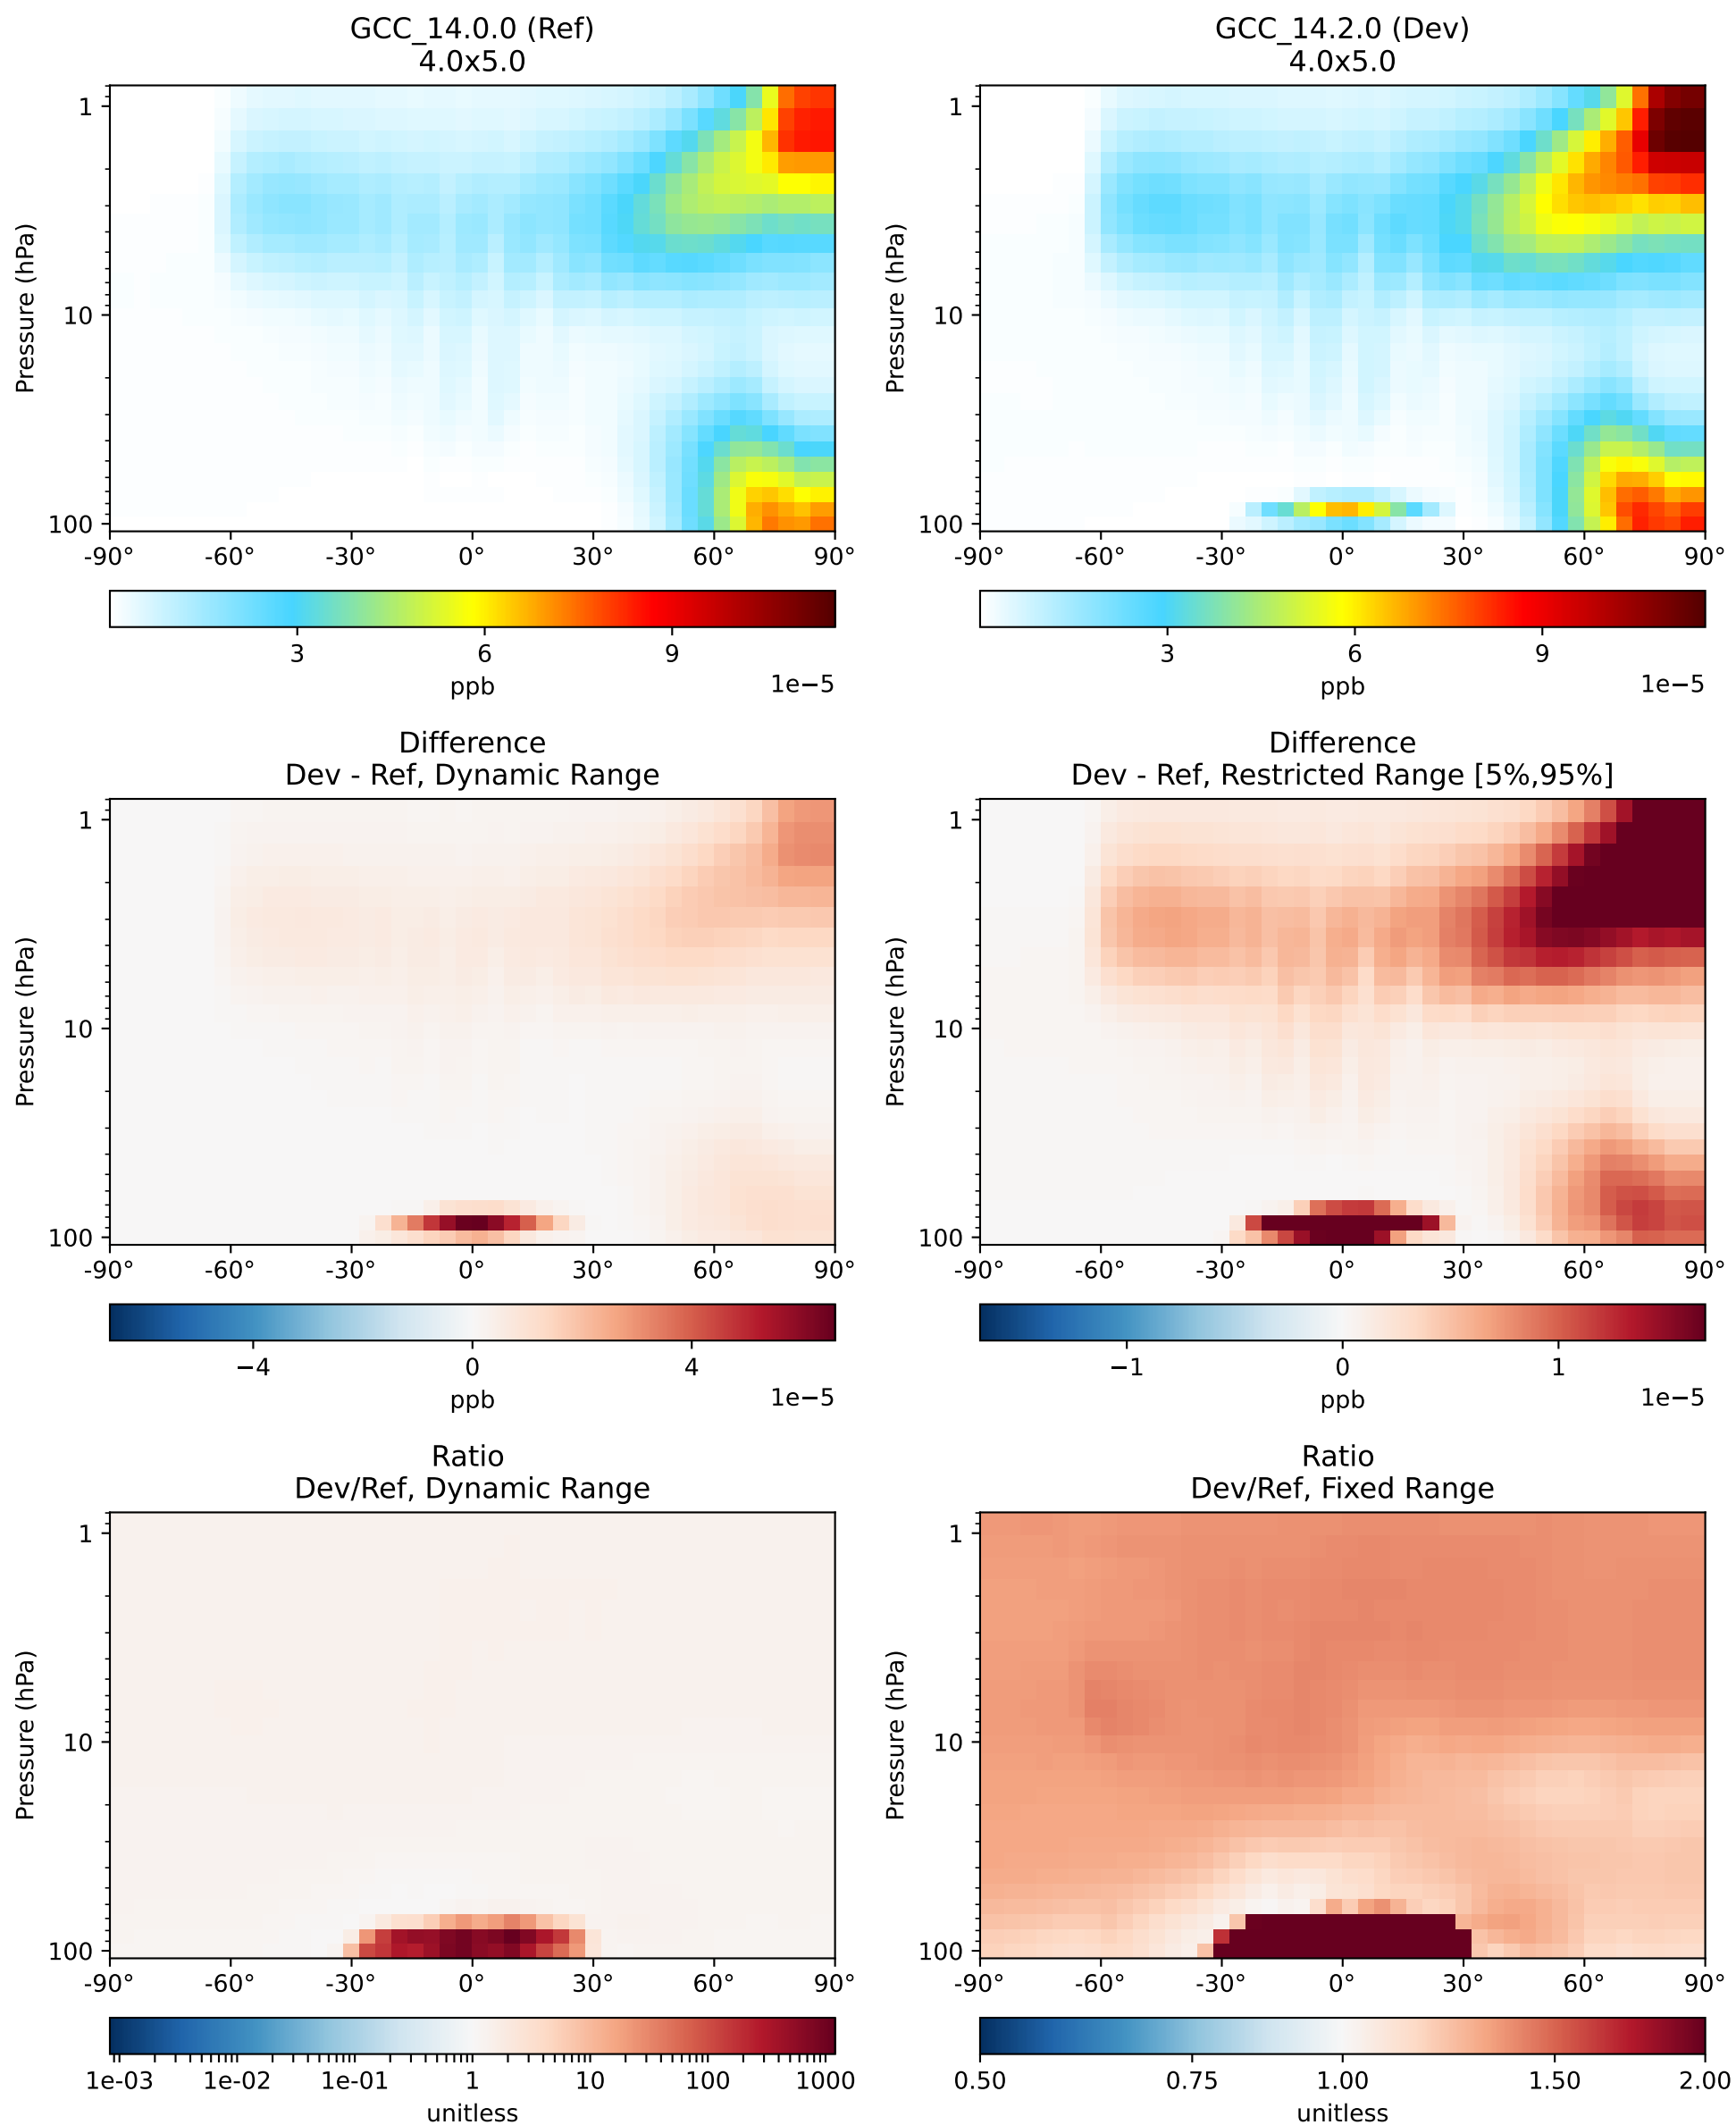 GCC_14.0.0 (Ref)
4.0x5.0
GCC_14.2.0 (Dev)
4.0x5.0
Pressure (hPa)
1
10
100
-90° -60° -30° 0° 30° 60° 90°
3 6 9
ppb
1e−5
Pressure (hPa)
1
10
100
-90° -60° -30° 0° 30° 60° 90°
3 6 9
ppb
1e−5
Difference
Dev - Ref, Dynamic Range
Pressure (hPa)
1
10
100
-90° -60° -30° 0° 30° 60° 90°
−4 0 4
ppb
1e−5
Difference
Dev - Ref, Restricted Range [5%,95%]
Pressure (hPa)
1
10
100
-90° -60° -30° 0° 30° 60° 90°
−1 0 1
ppb
1e−5
Ratio
Dev/Ref, Dynamic Range
Pressure (hPa)
1
10
100
-90° -60° -30° 0° 30° 60° 90°
1e-03 1e-02 1e-01 1 10 100 1000
unitless
Ratio
Dev/Ref, Fixed Range
Pressure (hPa)
1
10
100
-90° -60° -30° 0° 30° 60° 90°
0.50 0.75 1.00 1.50 2.00
unitless